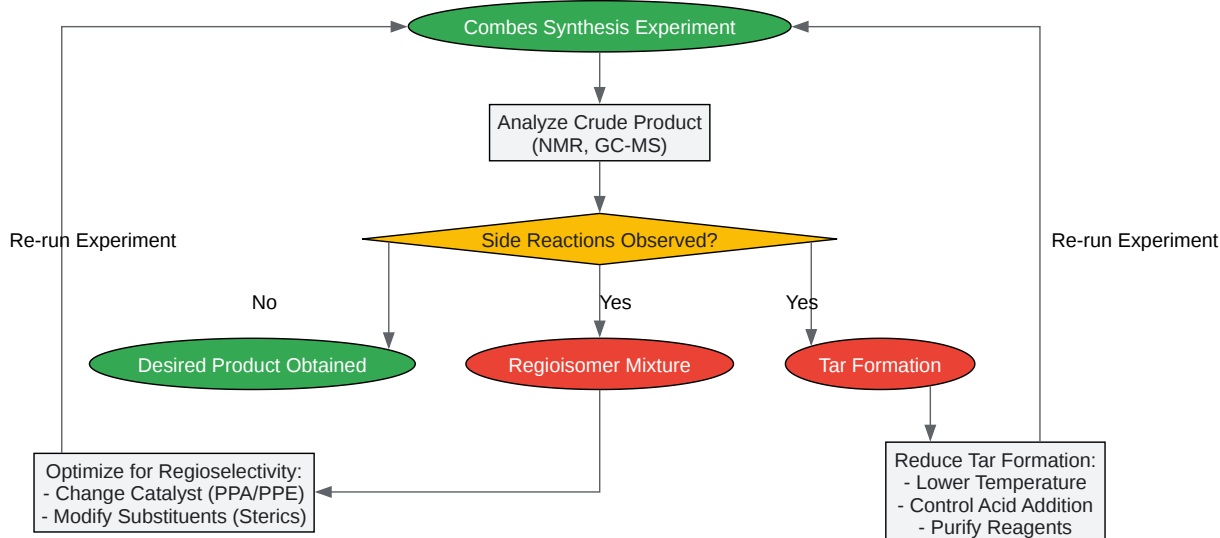 Combes Synthesis Experiment
Analyze Crude Product
(NMR, GC-MS)
Re-run Experiment
Side Reactions Observed?
Re-run Experiment
No
Yes
Yes
Desired Product Obtained
Regioisomer Mixture
Tar Formation
Optimize for Regioselectivity:
- Change Catalyst (PPA/PPE)
- Modify Substituents (Sterics)
Reduce Tar Formation:
- Lower Temperature
- Control Acid Addition
- Purify Reagents